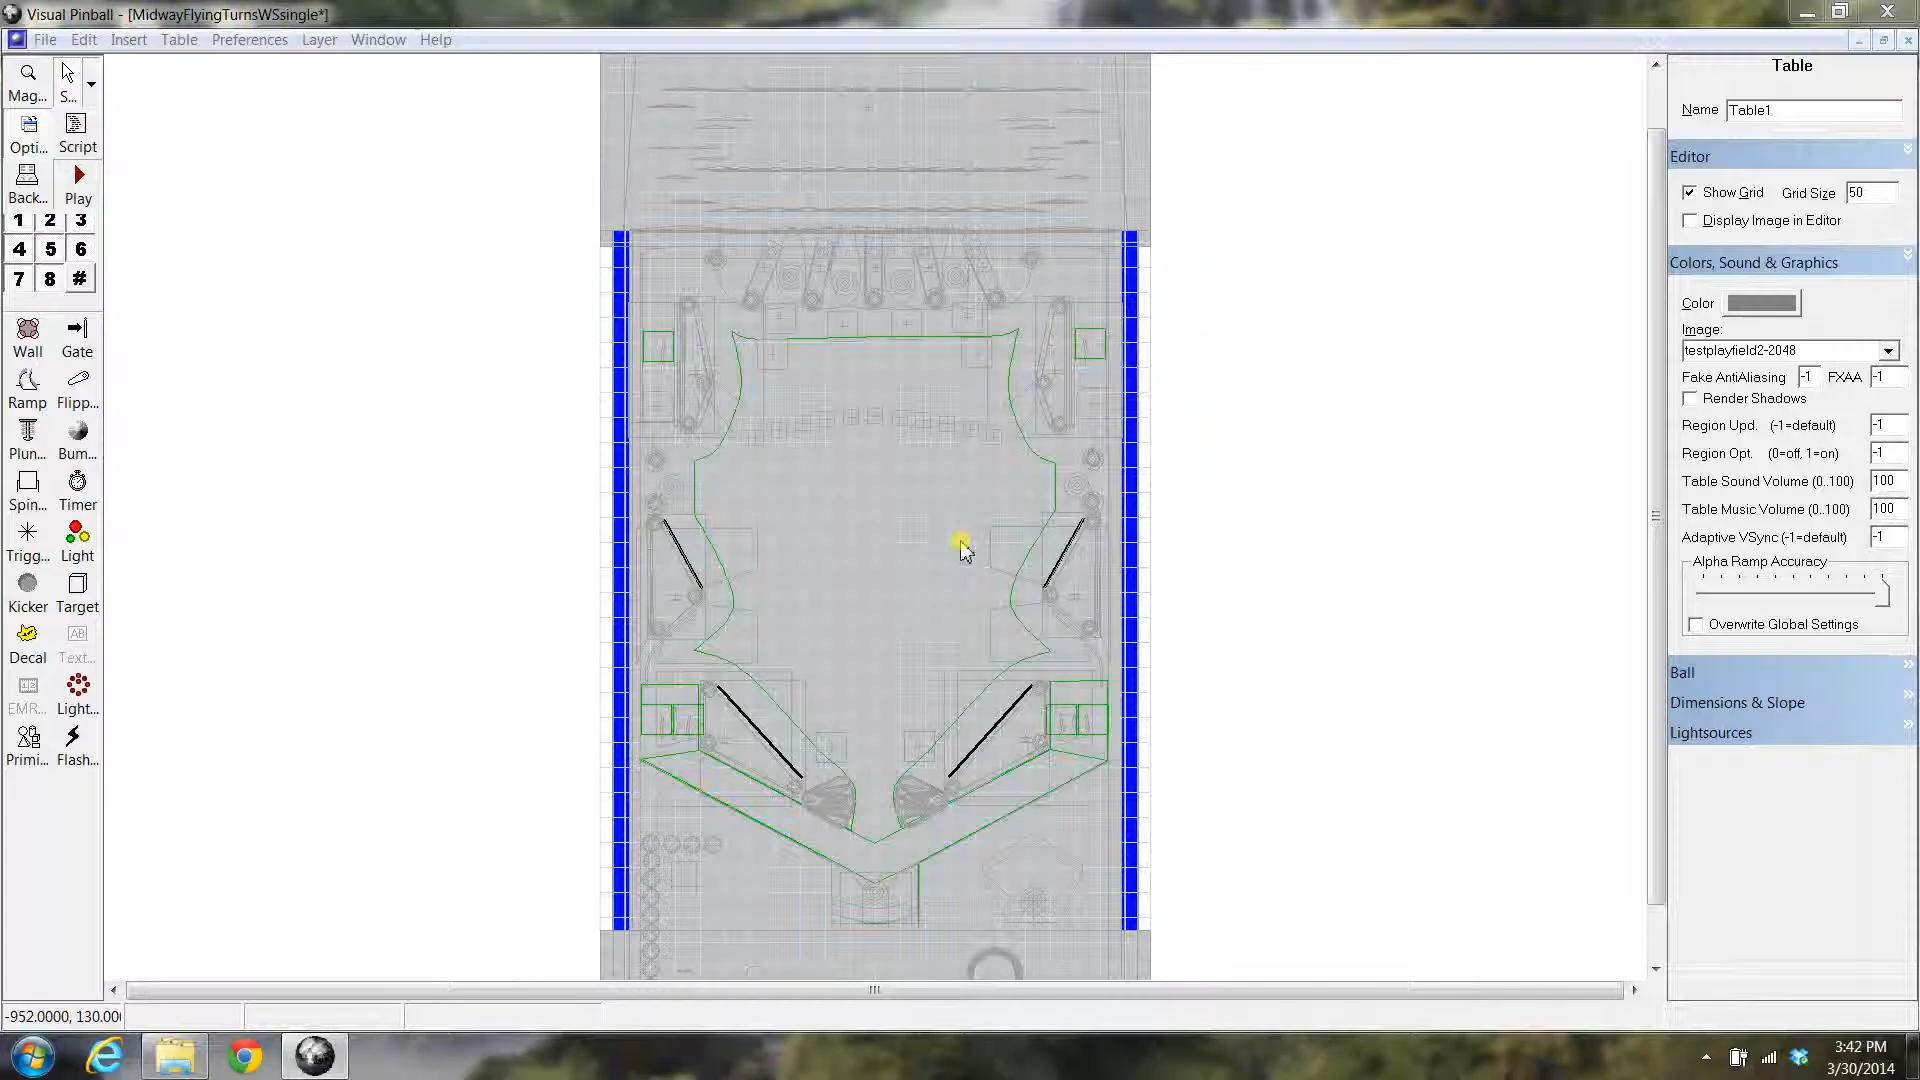 Visual Pinball - [MidwayFlyingTurnsWSsingle*]
File Edit Insert Table Preferences Layer Window Help
Mag... S...
Opti... Script
Back... Play
1 2 3
4 5 6
7 8 #
Wall Gate
Ramp Flipp...
Plun... Bum...
Spin... Timer
Trigg... Light
Kicker Target
AB
Decal Text...
EMR... Light...
Primi... Flash...
Table
Name Table1
Editor
Show Grid Grid Size 50
Display Image in Editor
Colors, Sound & Graphics
Color
Image:
testplayfield2-2048
Fake AntiAliasing -1 FXAA -1
Render Shadows
Region Upd. (-1=default) -1
Region Opt. (0=off, 1=on) -1
Table Sound Volume (0..100) 100
Table Music Volume (0..100) 100
Adaptive VSync (-1=default) -1
Alpha Ramp Accuracy
Overwrite Global Settings
Ball
Dimensions & Slope
Lightsources
-952.0000, 130.00
3:42 PM
3/30/2014